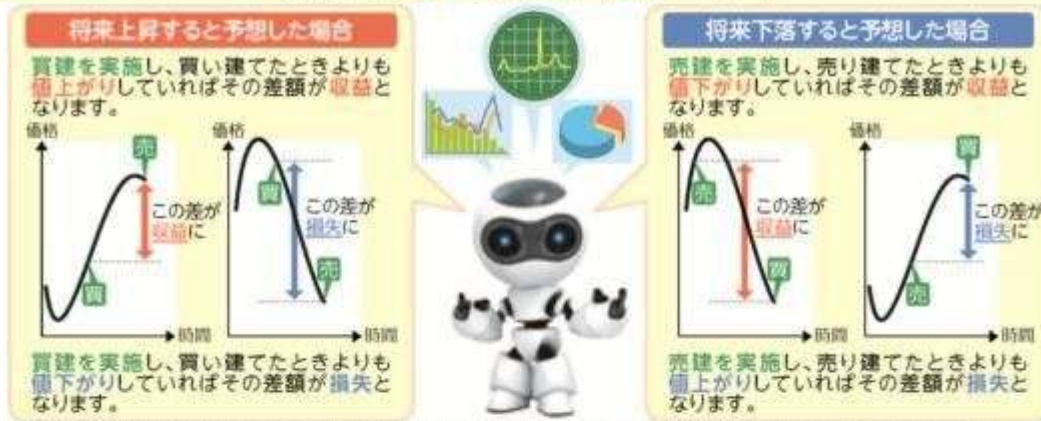 将来上昇すると予想した場合
買建を実施し、買い建てたときよりも
値上がりしていればその差額が収益と
なります。
価格
売
買
この差が
収益に
時間
価格
買
売
この差が
損失に
時間
買建を実施し、買い建てたときよりも
値下がりしていればその差額が損失と
なります。
将来下落すると予想した場合
売建を実施し、売り建てたときよりも
値下がりしていればその差額が収益と
なります。
価格
売
買
この差が
収益に
時間
価格
買
売
この差が
損失に
時間
売建を実施し、売り建てたときよりも
値上がりしていればその差額が損失と
なります。